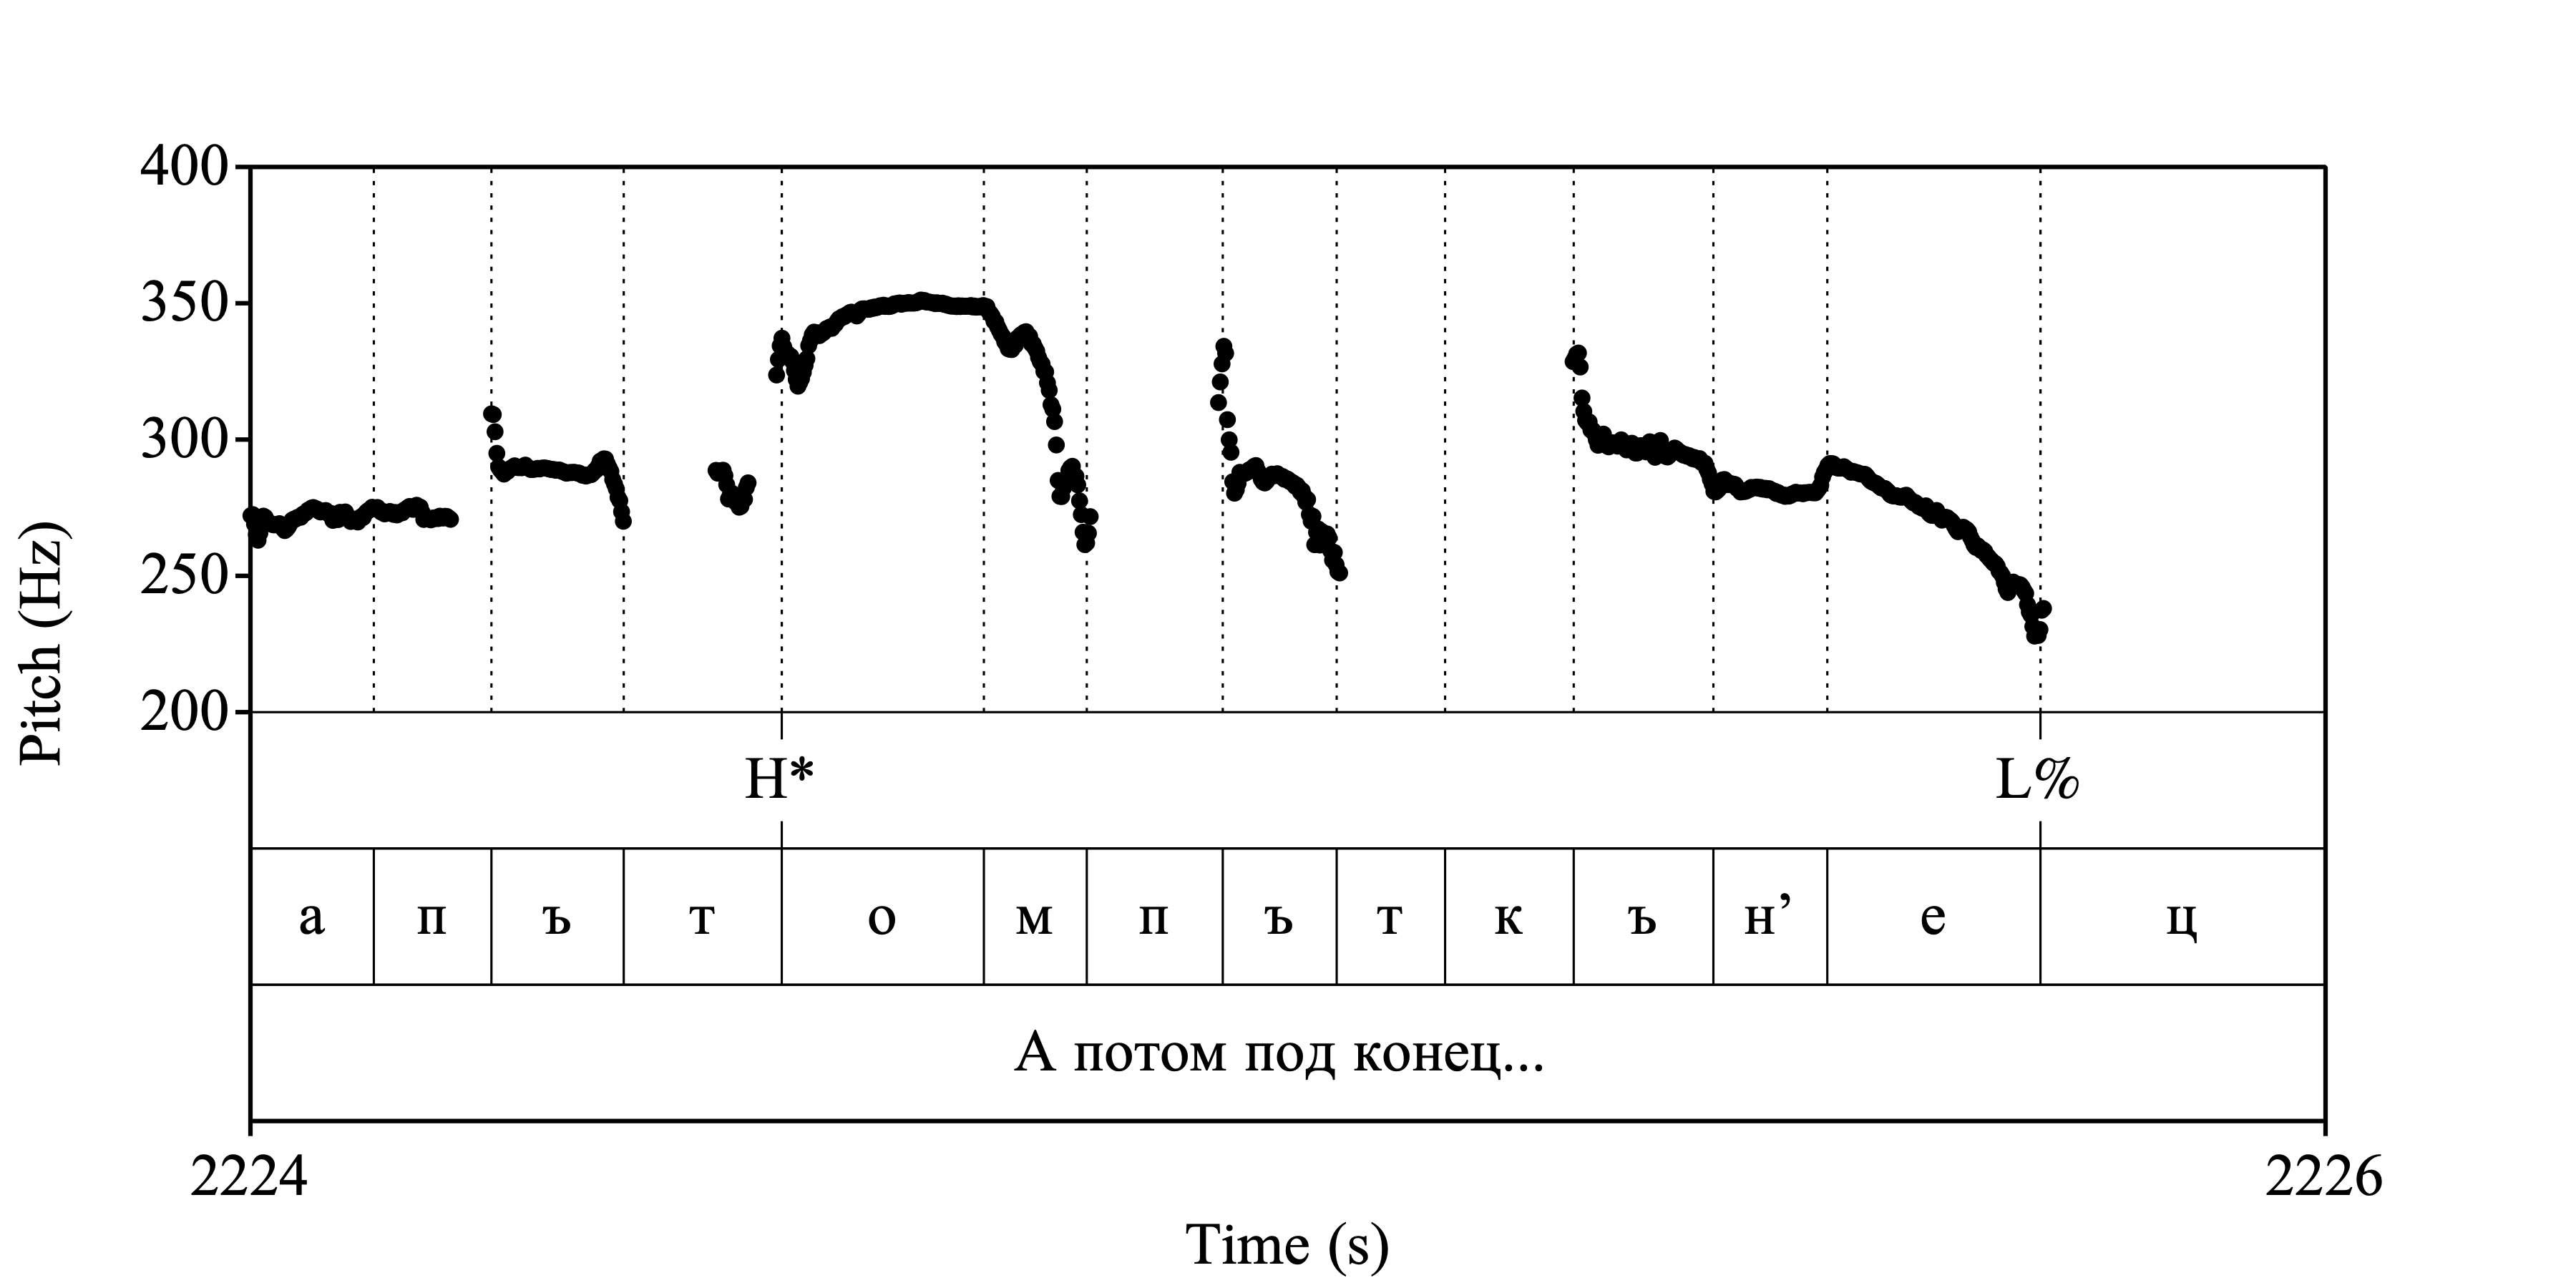 400
350
300
250
200
Pitch (Hz)
H* L%
а п ъ т о м п ъ т к ъ н’ е ц
А потом под конец...
2224 2226
Time (s)